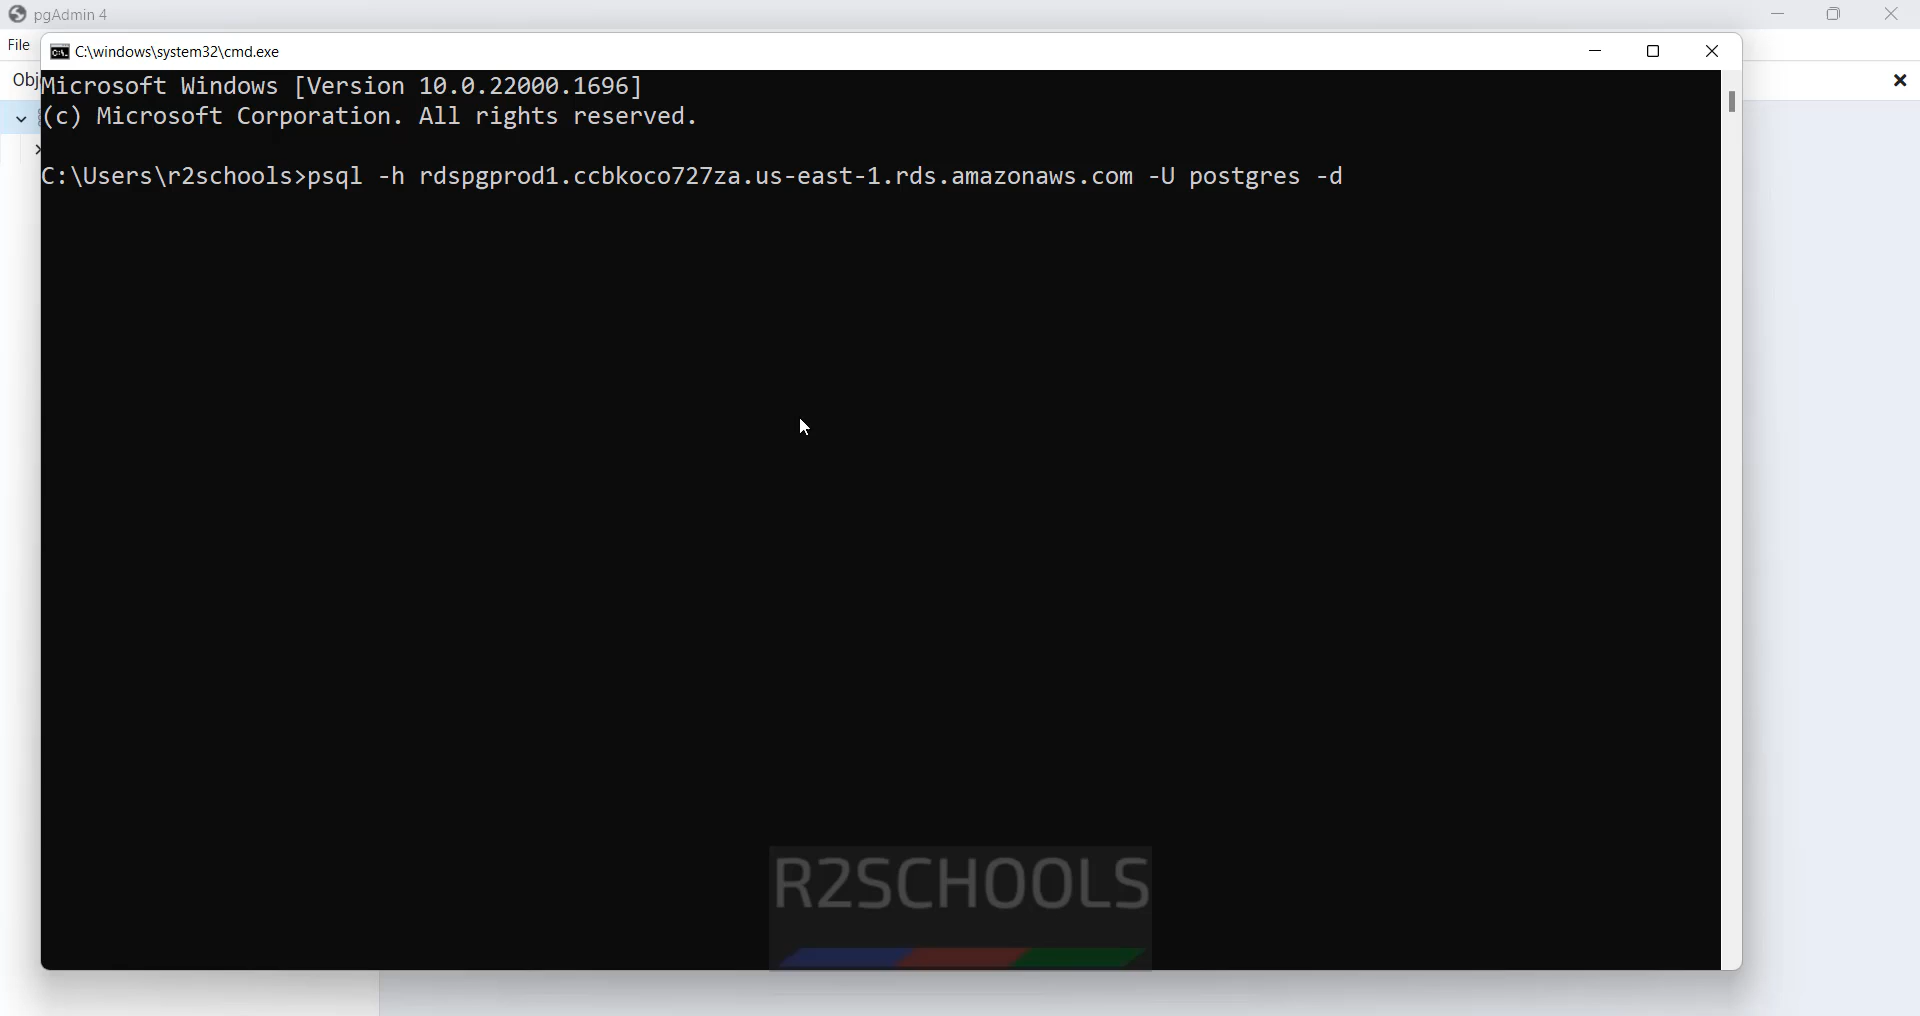 pgAdmin 4
File
C:\windows\system32\cmd.exe
Obj
Microsoft Windows [Version 10.0.22000.1696]
(c) Microsoft Corporation. All rights reserved.
C:\Users\r2schools>psql -h rdspgprod1.ccbkoco727za.us-east-1.rds.amazonaws.com -U postgres -d
R2SCHOOLS